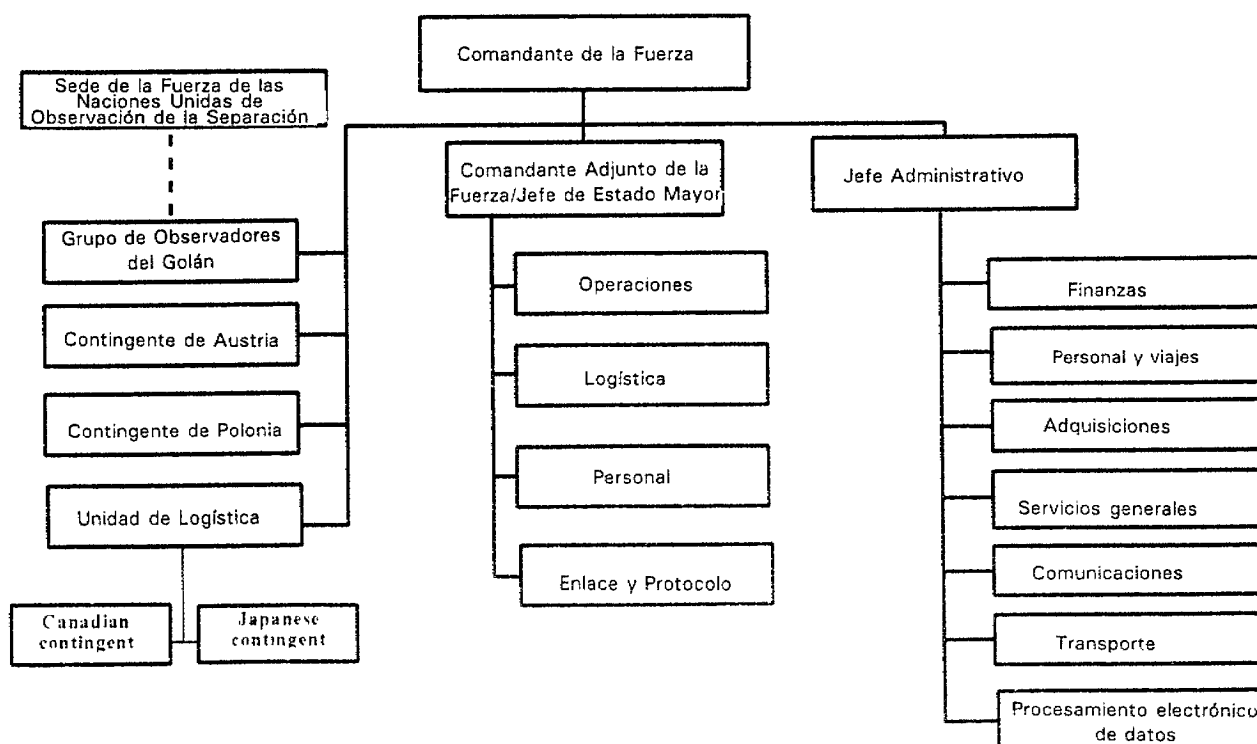 Comandante de la Fuerza
Sede de la Fuerza de las
Naciones Unidas de
Observación de la Separación
Comandante Adjunto de la
Fuerza/Jefe de Estado Mayor
Jefe Administrativo
Grupo de Observadores
del Golán
Contingente de Austria
Contingente de Polonia
Unidad de Logística
Canadian
contingent
Japanese
contingent
Operaciones
Logística
Personal
Enlace y Protocolo
Finanzas
Personal y viajes
Adquisiciones
Servicios generales
Comunicaciones
Transporte
Procesamiento electrónico
de datos